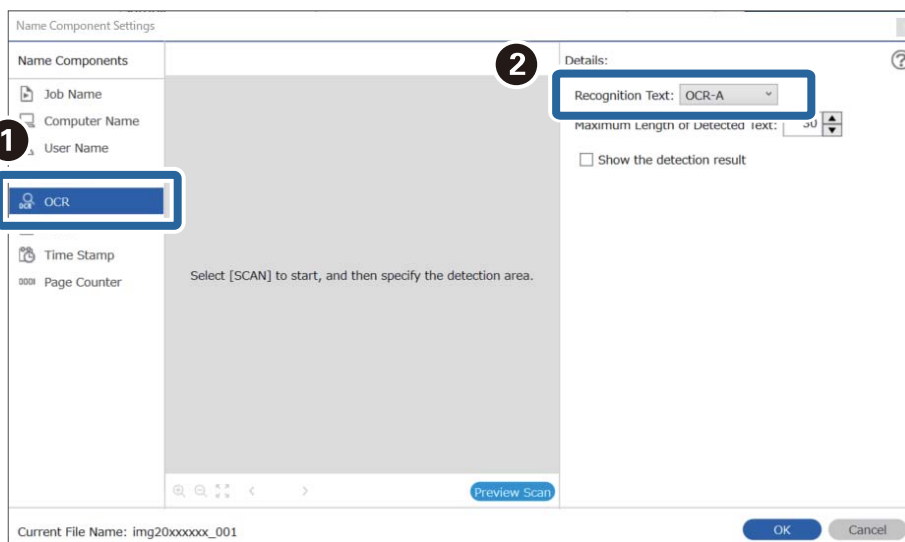 Name Component Settings
Name Components
Job Name
Computer Name
User Name
OCR
Time Stamp
Page Counter
1
2
Select [SCAN] to start, and then specify the detection area.
Preview Scan
Details:
?
Recognition Text: OCR-A
Maximum Length of Detected Text: 30
Show the detection result
Current File Name: img20xxxxxx_001
OK
Cancel